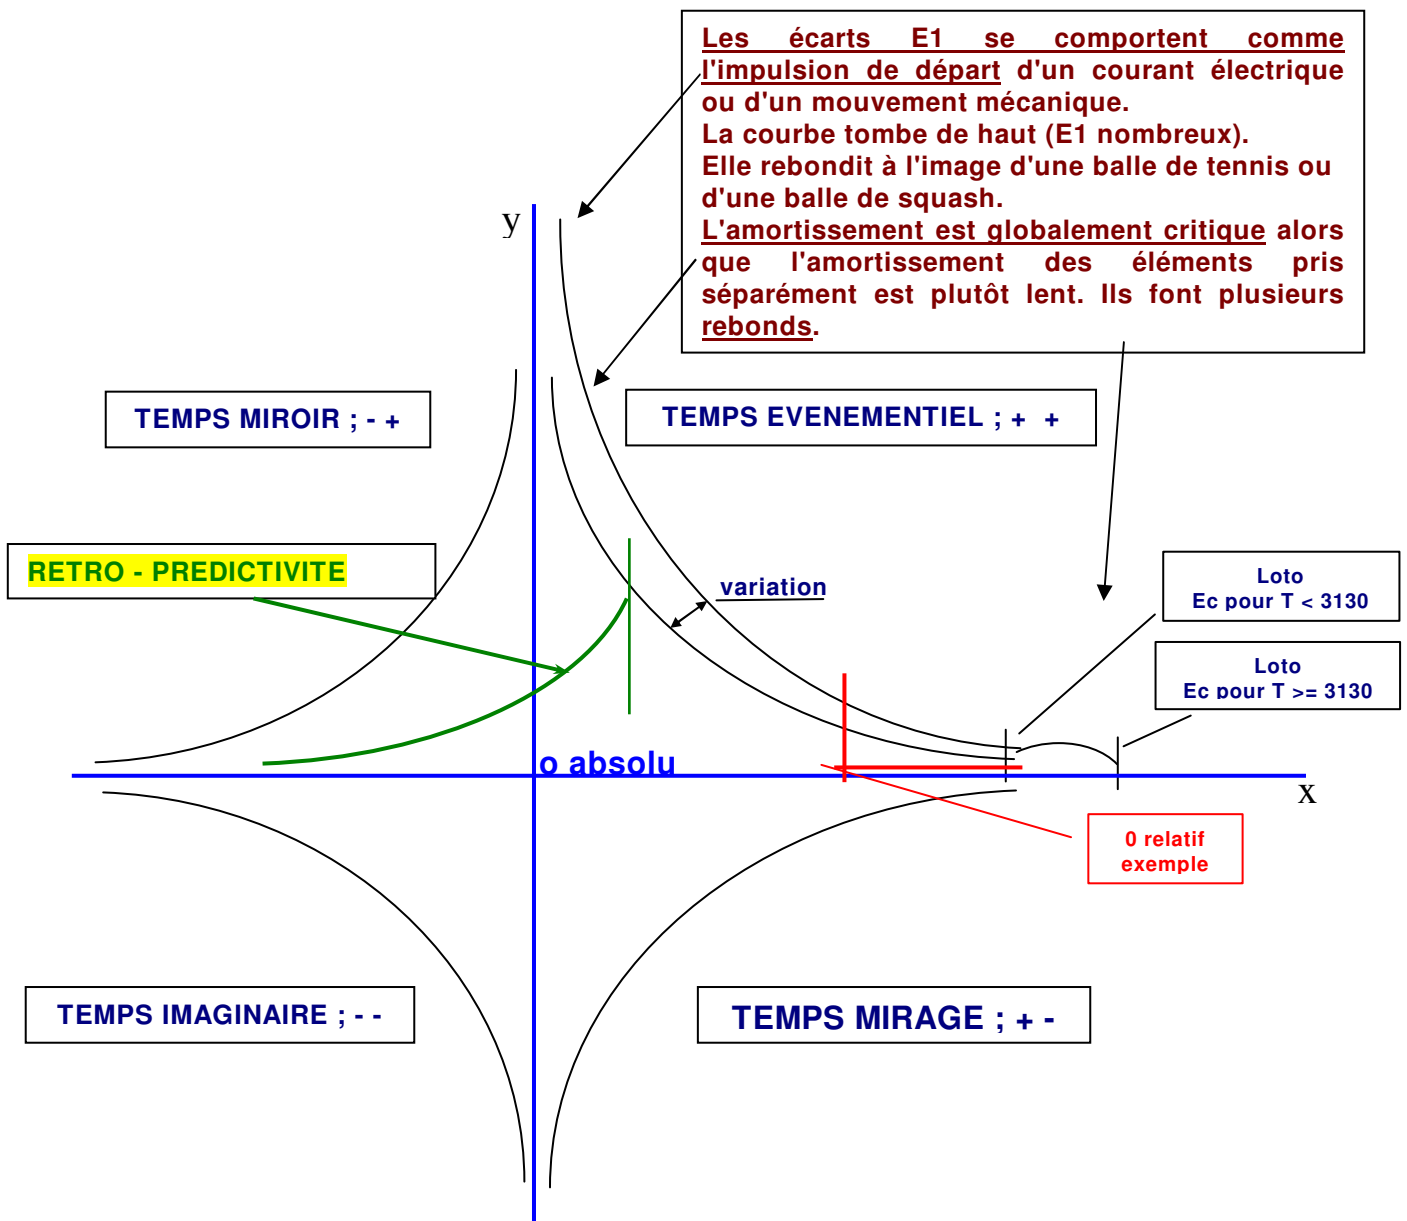 Les écarts E1 se comportent comme
l'impulsion de départ d'un courant électrique
ou d'un mouvement mécanique.
La courbe tombe de haut (E1 nombreux).
Elle rebondit à l'image d'une balle de tennis ou
d'une balle de squash.
L'amortissement est globalement critique alors
que l'amortissement des éléments pris
séparément est plutôt lent. Ils font plusieurs
rebonds.
y
TEMPS MIROIR ; - +
TEMPS EVENEMENTIEL ; + +
RETRO - PREDICTIVITE
variation
Loto
Ec pour T < 3130
Loto
Ec pour T >= 3130
o absolu
x
0 relatif
exemple
TEMPS IMAGINAIRE ; - -
TEMPS MIRAGE ; + -